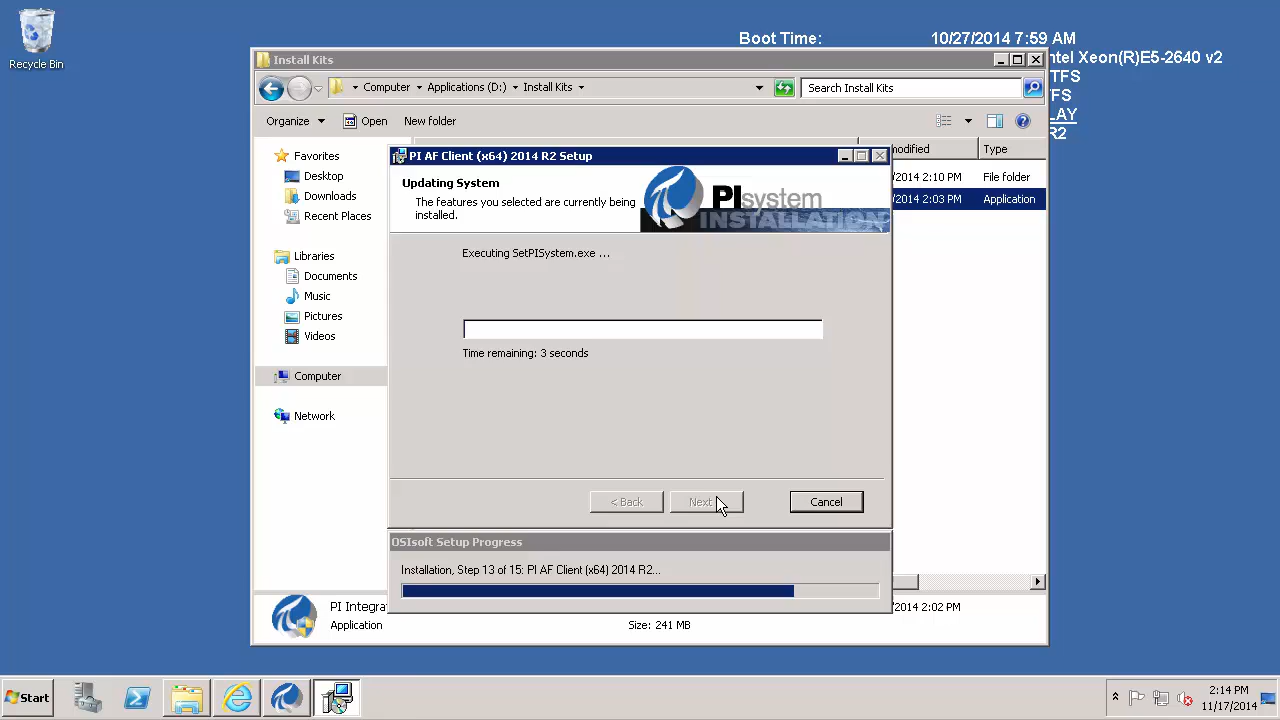 Recycle Bin
Boot Time: 10/27/2014 7:59 AM
ntel Xeon(R)E5-2640 v2
TFS
FS
LAY
R2
Install Kits
Computer Applications (D:) Install Kits
Search Install Kits
Organize Open New folder
Favorites
Desktop
Downloads
Recent Places
Libraries
Documents
Music
Pictures
Videos
Computer
Network
odified Type
/2014 2:10 PM File folder
/2014 2:03 PM Application
PI AF Client (x64) 2014 R2 Setup
Updating System
The features you selected are currently being
installed.
PIsystem
INSTALLATION
Executing SetPISystem.exe ...
Time remaining: 3 seconds
< Back Next Cancel
OSIsoft Setup Progress
Installation, Step 13 of 15: PI AF Client (x64) 2014 R2...
PI Integra
/2014 2:02 PM
Application
Size: 241 MB
Start
2:14 PM
11/17/2014